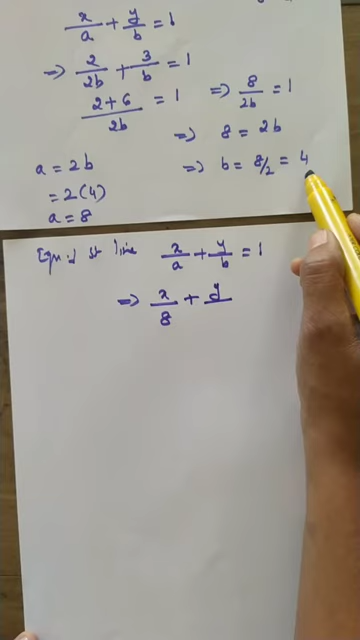 x/a + y/b = 1
=> 2/2b + 3/b = 1
2+6/2b = 1 => 8/2b = 1
=> 8 = 2b
a = 2b => b = 8/2 = 4
= 2(4)
a = 8
Eqn of st line x/a + y/b = 1
=> x/8 + y